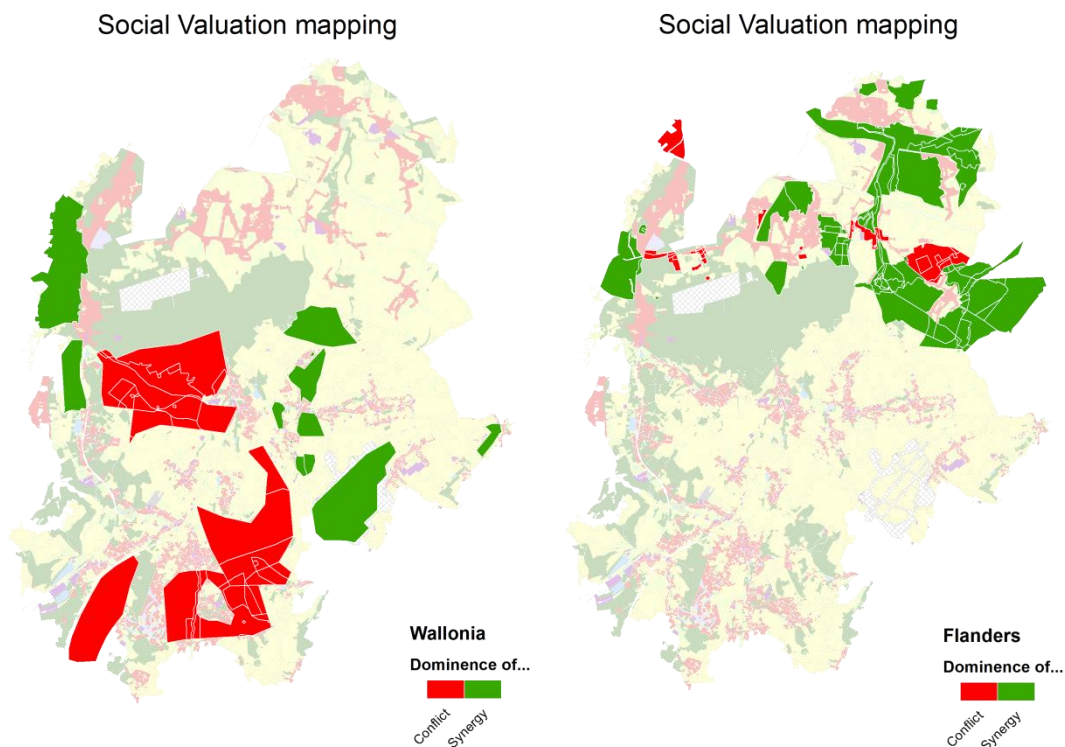 Social Valuation mapping
Wallonia
Dominence of...
Conflict
Synergy
Social Valuation mapping
Flanders
Dominence of...
Conflict
Synergy